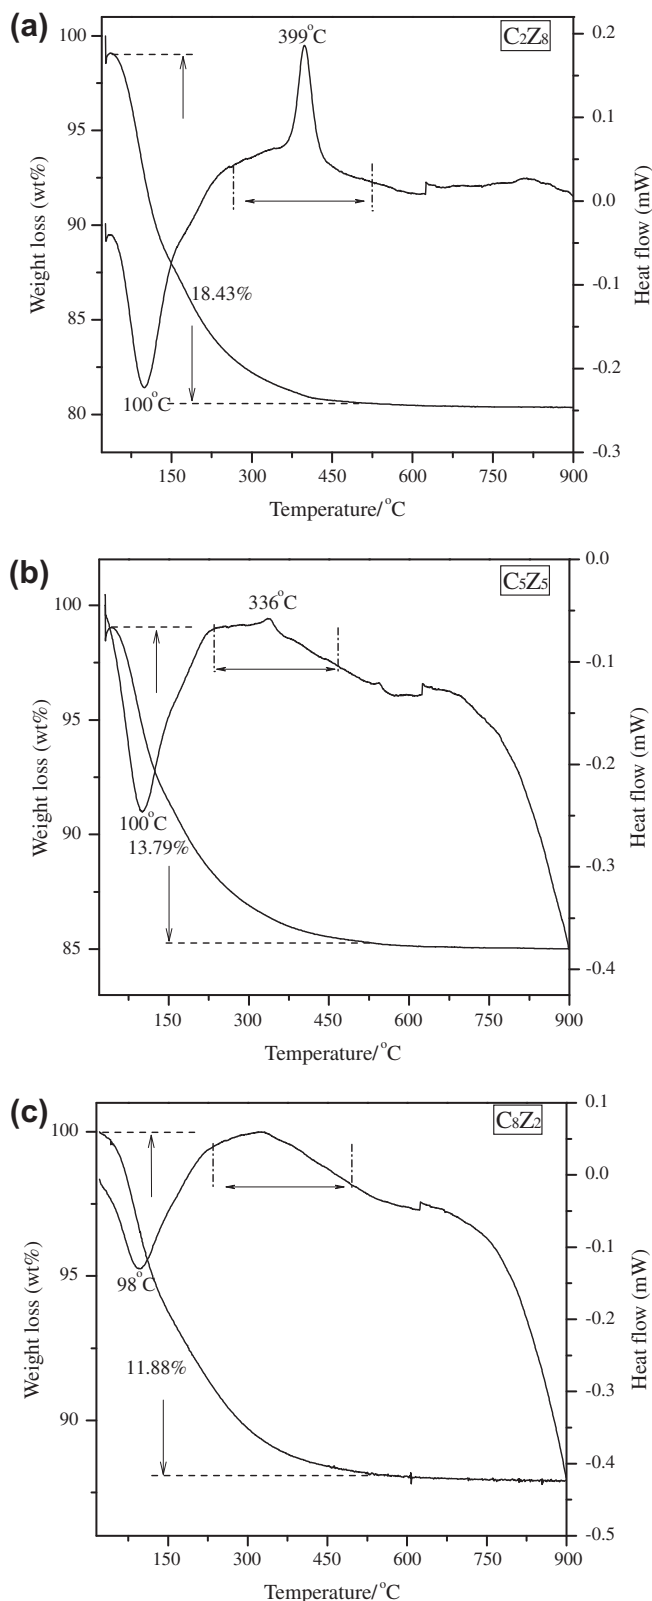 (a)
C₂Z₈
399°C
100
95
90
85
80
Weight loss (wt%)
0.2
0.1
0.0
-0.1
-0.2
-0.3
Heat flow (mW)
18.43%
100°C
150 300 450 600 750 900
Temperature/°C
(b)
C₅Z₅
336°C
100
95
90
85
Weight loss (wt%)
0.0
-0.1
-0.2
-0.3
-0.4
Heat flow (mW)
100°C
13.79%
150 300 450 600 750 900
Temperature/°C
(c)
C₈Z₂
100
95
90
Weight loss (wt%)
0.1
0.0
-0.1
-0.2
-0.3
-0.4
-0.5
Heat flow (mW)
98°C
11.88%
150 300 450 600 750 900
Temperature/°C